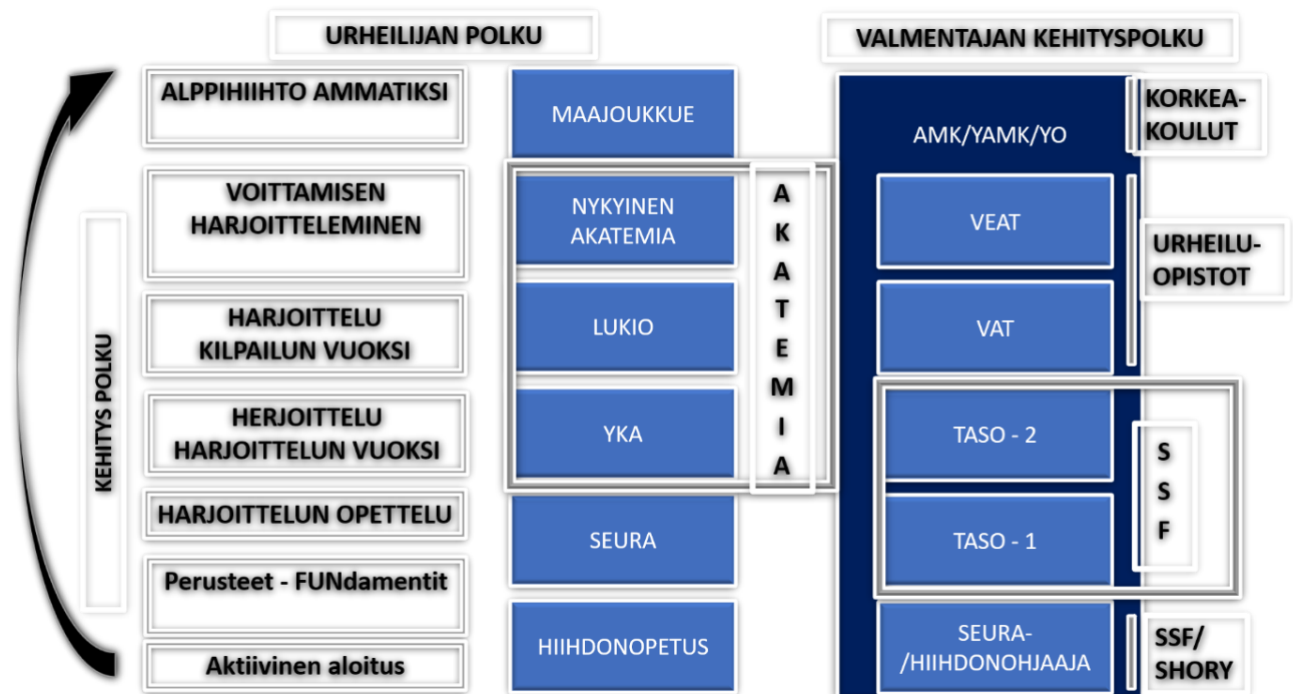 URHEILIJAN POLKU
VALMENTAJAN KEHITYSPOLKU
KEHITYS POLKU
ALPPIHIIHTO AMMATIKSI
VOITTAMISEN
HARJOITTELEMINEN
HARJOITTELU
KILPAILUN VUOKSI
HERJOITTELU
HARJOITTELUN VUOKSI
HARJOITTELUN OPETTELU
Perusteet - FUNdamentit
Aktiivinen aloitus
MAAJOUKKUE
NYKYINEN
AKATEMIA
LUKIO
YKA
SEURA
HIIHDONOPETUS
A
K
A
T
E
M
I
A
AMK/YAMK/YO
VEAT
VAT
TASO - 2
TASO - 1
SEURA-
/HIIHDONOHJAAJA
KORKEA-
KOULUT
URHEILU-
OPISTOT
S
S
F
SSF/
SHORY